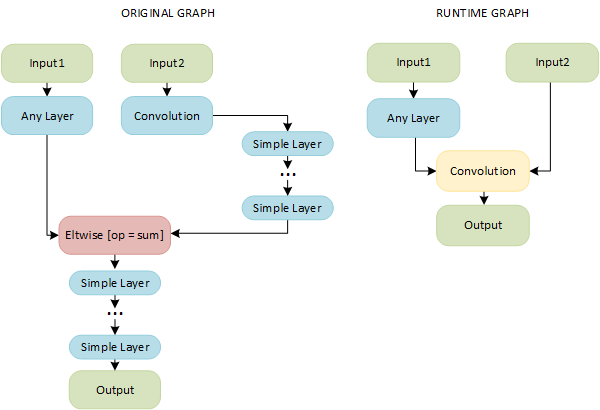 ORIGINAL GRAPH
Input1
Input2
Any Layer
Convolution
Simple Layer
...
Simple Layer
Eltwise [op = sum]
Simple Layer
...
Simple Layer
Output
RUNTIME GRAPH
Input1
Input2
Any Layer
Convolution
Output